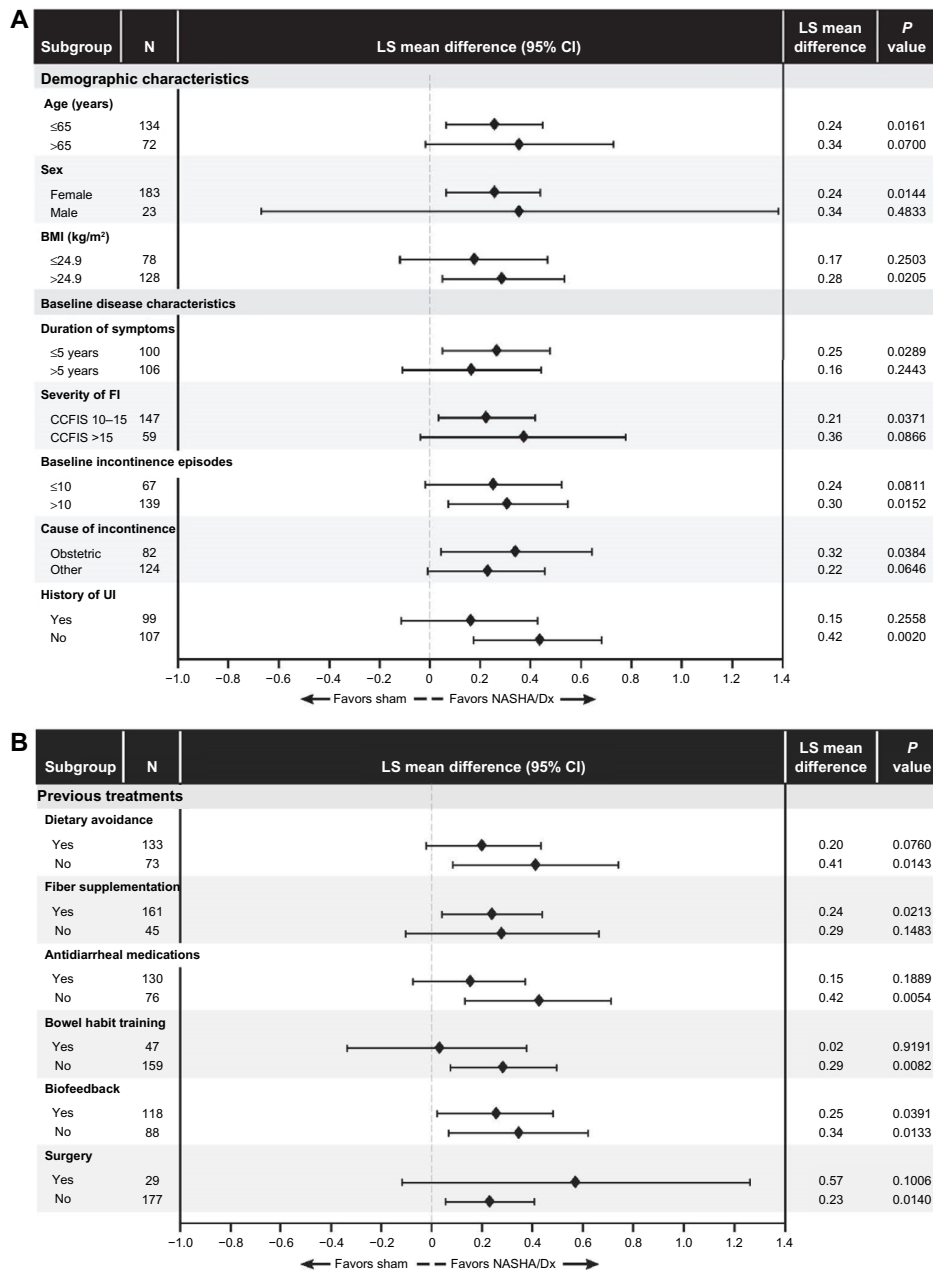 A
Subgroup N LS mean difference (95% CI) LS mean difference P value
Demographic characteristics
Age (years)
≤65 134 0.24 0.0161
>65 72 0.34 0.0700
Sex
Female 183 0.24 0.0144
Male 23 0.34 0.4833
BMI (kg/m²)
≤24.9 78 0.17 0.2503
>24.9 128 0.28 0.0205
Baseline disease characteristics
Duration of symptoms
≤5 years 100 0.25 0.0289
>5 years 106 0.16 0.2443
Severity of FI
CCFIS 10–15 147 0.21 0.0371
CCFIS >15 59 0.36 0.0866
Baseline incontinence episodes
≤10 67 0.24 0.0811
>10 139 0.30 0.0152
Cause of incontinence
Obstetric 82 0.32 0.0384
Other 124 0.22 0.0646
History of UI
Yes 99 0.15 0.2558
No 107 0.42 0.0020
−1.0 −0.8 −0.6 −0.4 −0.2 0 0.2 0.4 0.6 0.8 1.0 1.2 1.4
Favors sham Favors NASHA/Dx
B
Subgroup N LS mean difference (95% CI) LS mean difference P value
Previous treatments
Dietary avoidance
Yes 133 0.20 0.0760
No 73 0.41 0.0143
Fiber supplementation
Yes 161 0.24 0.0213
No 45 0.29 0.1483
Antidiarrheal medications
Yes 130 0.15 0.1889
No 76 0.42 0.0054
Bowel habit training
Yes 47 0.02 0.9191
No 159 0.29 0.0082
Biofeedback
Yes 118 0.25 0.0391
No 88 0.34 0.0133
Surgery
Yes 29 0.57 0.1006
No 177 0.23 0.0140
−1.0 −0.8 −0.6 −0.4 −0.2 0 0.2 0.4 0.6 0.8 1.0 1.2 1.4
Favors sham Favors NASHA/Dx